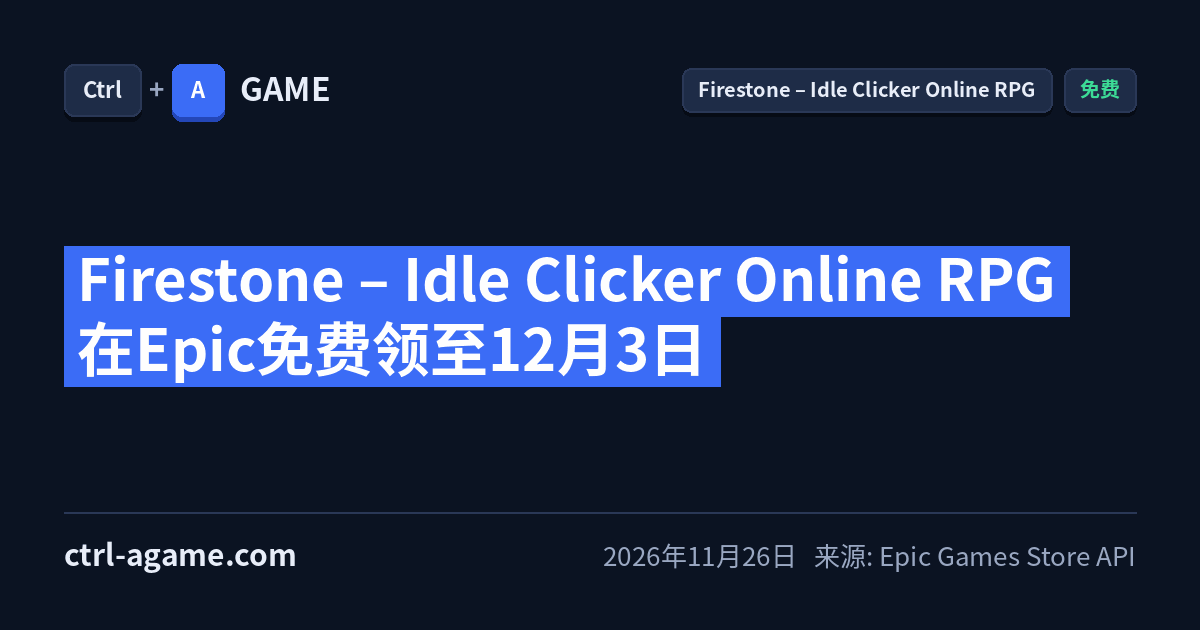 Ctrl + A GAME
Firestone – Idle Clicker Online RPG 免费
Firestone – Idle Clicker Online RPG
在Epic免费领至12月3日
ctrl-agame.com
2026年11月26日 来源: Epic Games Store API